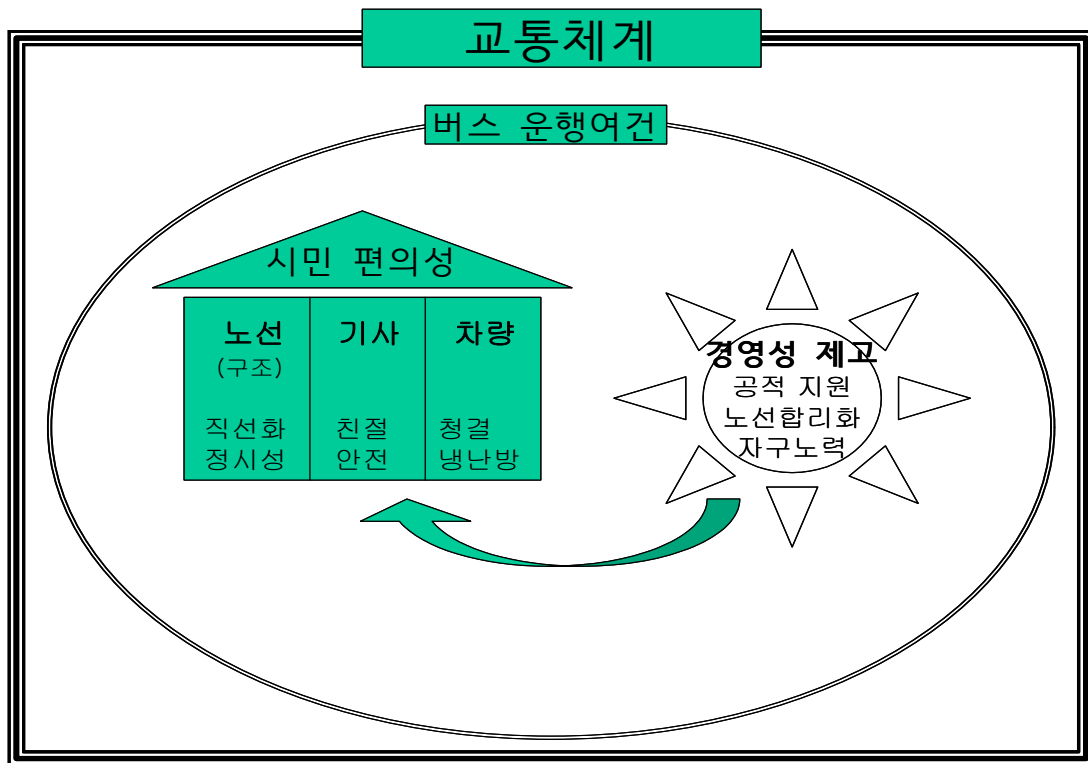 교통체계
버스 운행여건
시민 편의성
노선
(구조)
직선화
정시성
기사
친절
안전
차량
청결
냉난방
경영성 제고
공적 지원
노선합리화
자구노력